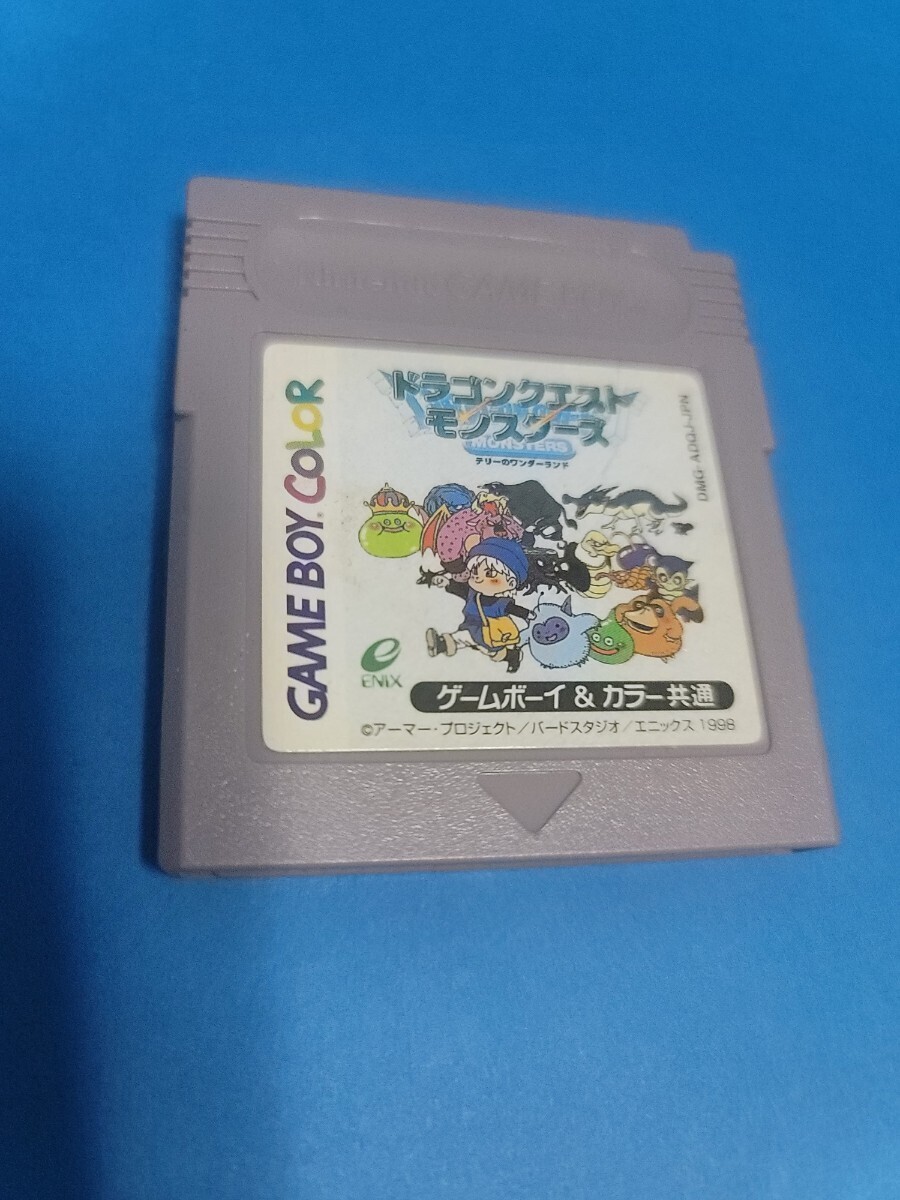 GAME BOY COLOR
ドラゴンクエスト
モンスターズ
MONSTERS
テリーのワンダーランド
DMG-ADQJ-JPN
ENIX
ゲームボーイ & カラー共通
©アーマー・プロジェクト/バードスタジオ/エニックス 1998